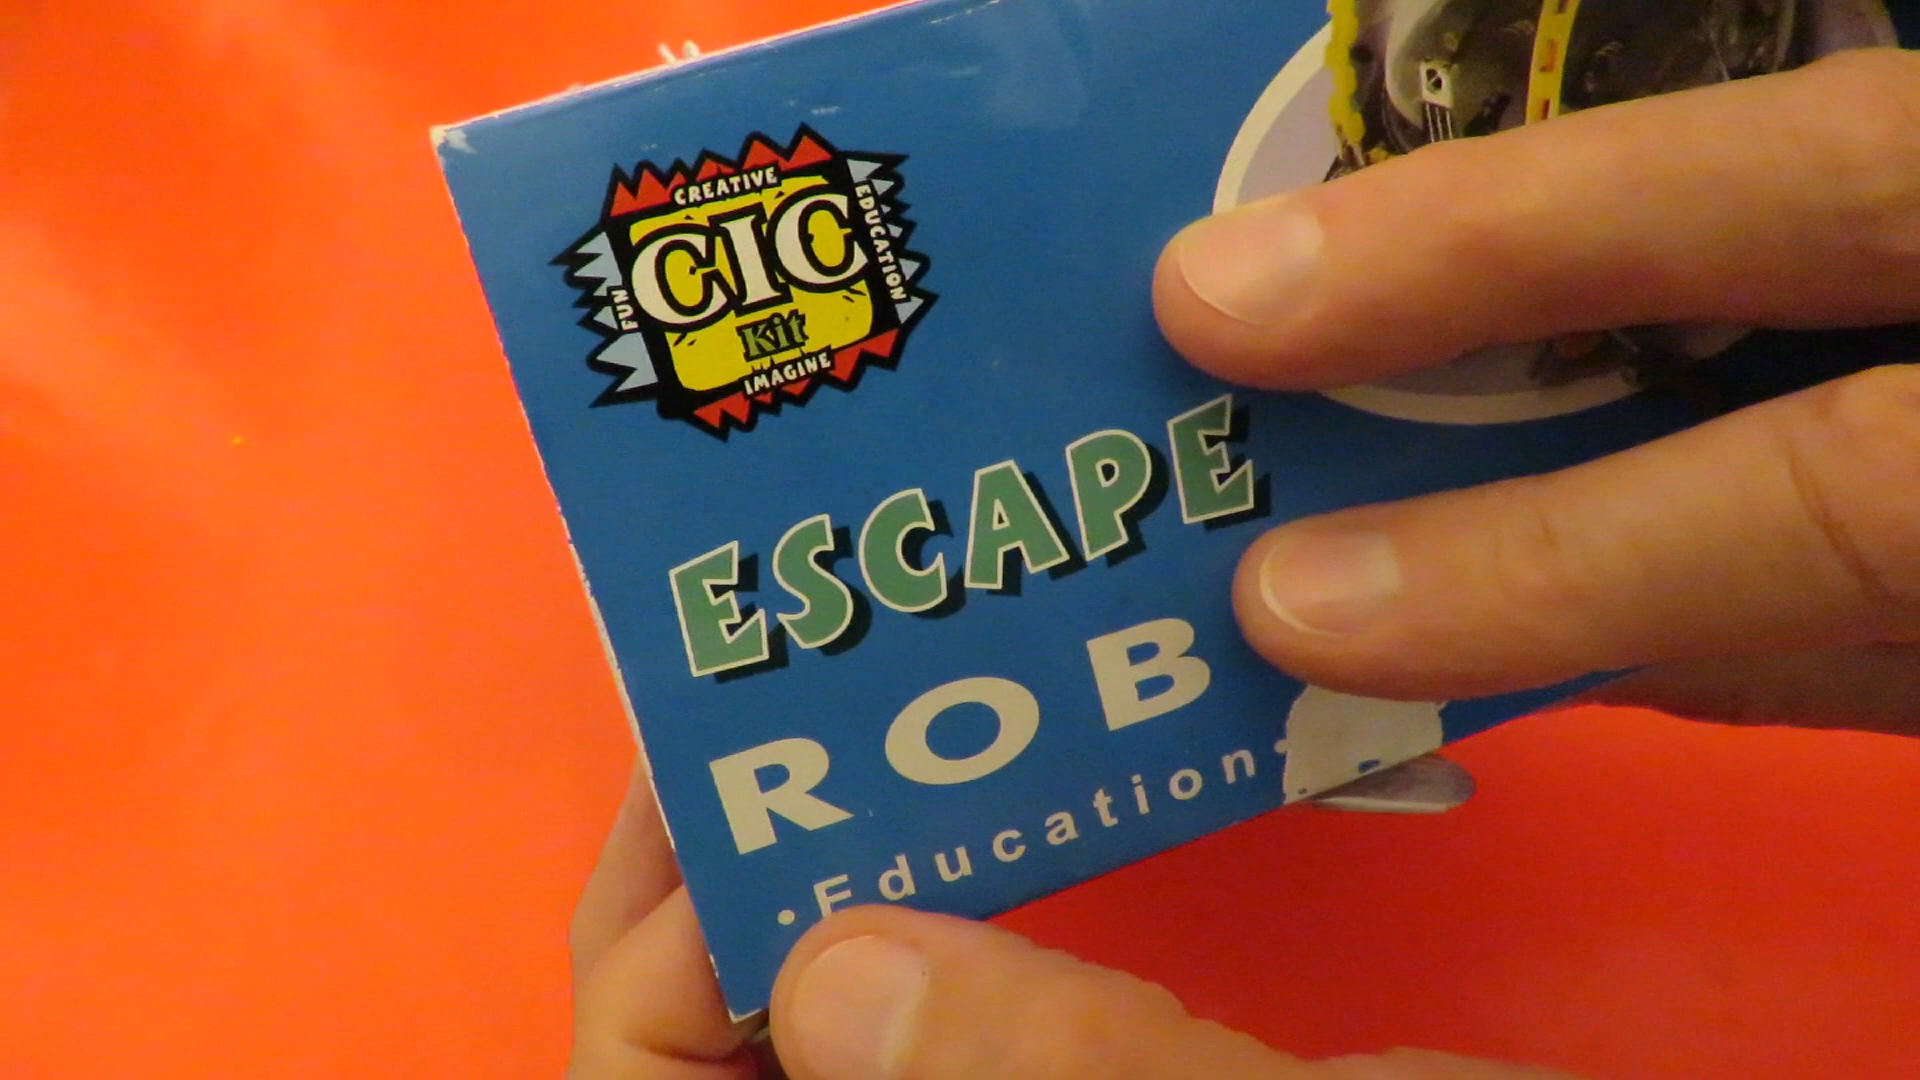 CREATIVE
FUN
CIC
EDUCATION
Kit
IMAGINE
ESCAPE
ROB
•Education•